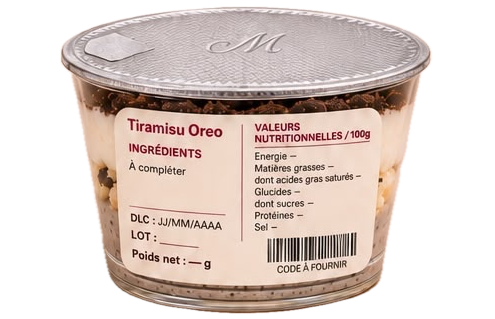 M
Tiramisu Oreo
INGRÉDIENTS
À compléter
DLC : JJ/MM/AAAA
LOT : ______
Poids net : — g
VALEURS
NUTRITIONNELLES / 100g
Energie –
Matières grasses –
dont acides gras saturés –
Glucides –
dont sucres –
Protéines –
Sel –
CODE À FOURNIR